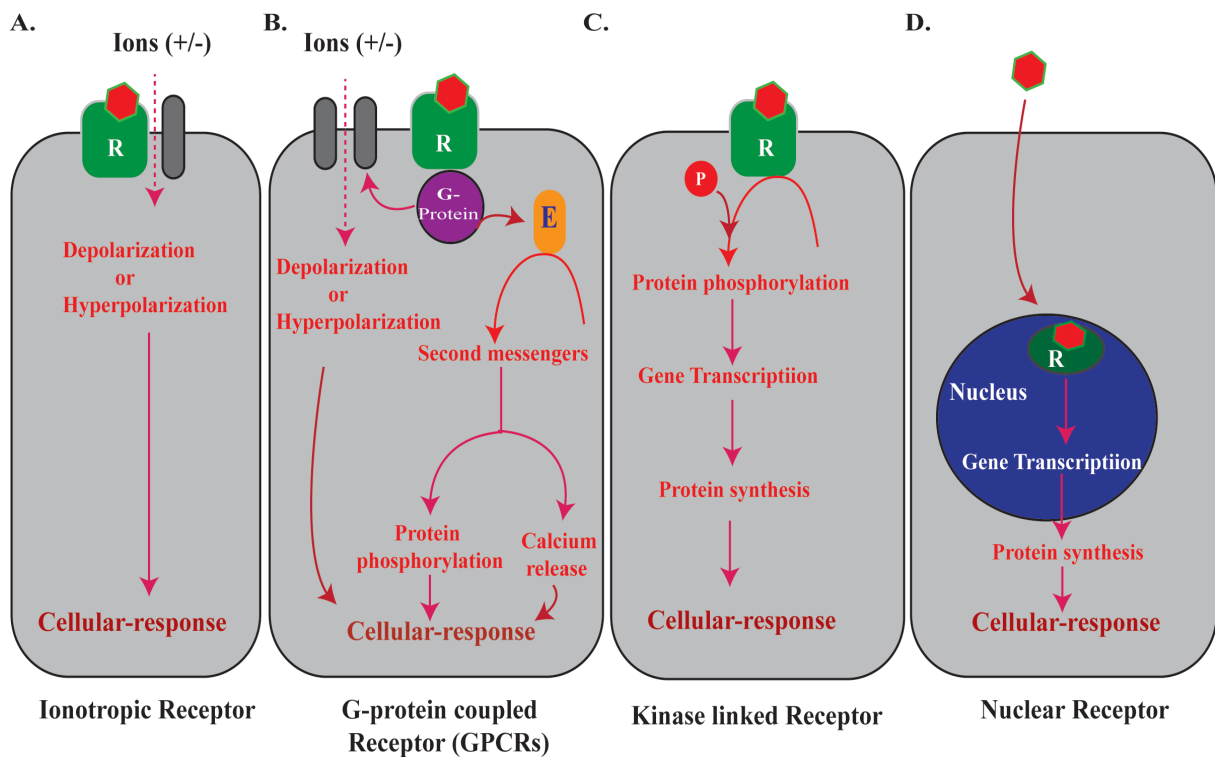 A.
Ions (+/-)
R
Depolarization
or
Hyperpolarization
Cellular-response
Ionotropic Receptor
B.
Ions (+/-)
R
G-
Protein
E
Depolarization
or
Hyperpolarization
Second messengers
Protein
phosphorylation
Calcium
release
Cellular-response
G-protein coupled
Receptor (GPCRs)
C.
R
P
Protein phosphorylation
Gene Transcriptiion
Protein synthesis
Cellular-response
Kinase linked Receptor
D.
R
Nucleus
Gene Transcriptiion
Protein synthesis
Cellular-response
Nuclear Receptor